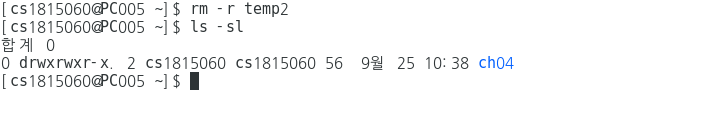 [cs1815060@PC005 ~]$ rm -r temp2
[cs1815060@PC005 ~]$ ls -sl
합계 0
0 drwxrwxr-x. 2 cs1815060 cs1815060 56  9월  25 10:38 ch04
[cs1815060@PC005 ~]$